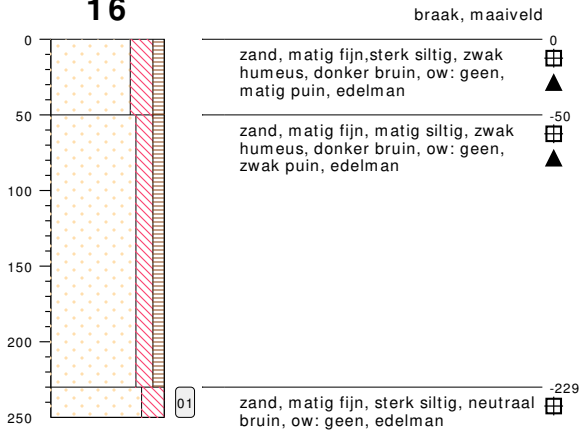 16
braak, maaiveld
0
0
zand, matig fijn,sterk siltig, zwak
humeus, donker bruin, ow: geen,
matig puin, edelman
50
-50
zand, matig fijn, matig siltig, zwak
humeus, donker bruin, ow: geen,
zwak puin, edelman
100
150
200
-229
01
zand, matig fijn, sterk siltig, neutraal
bruin, ow: geen, edelman
250